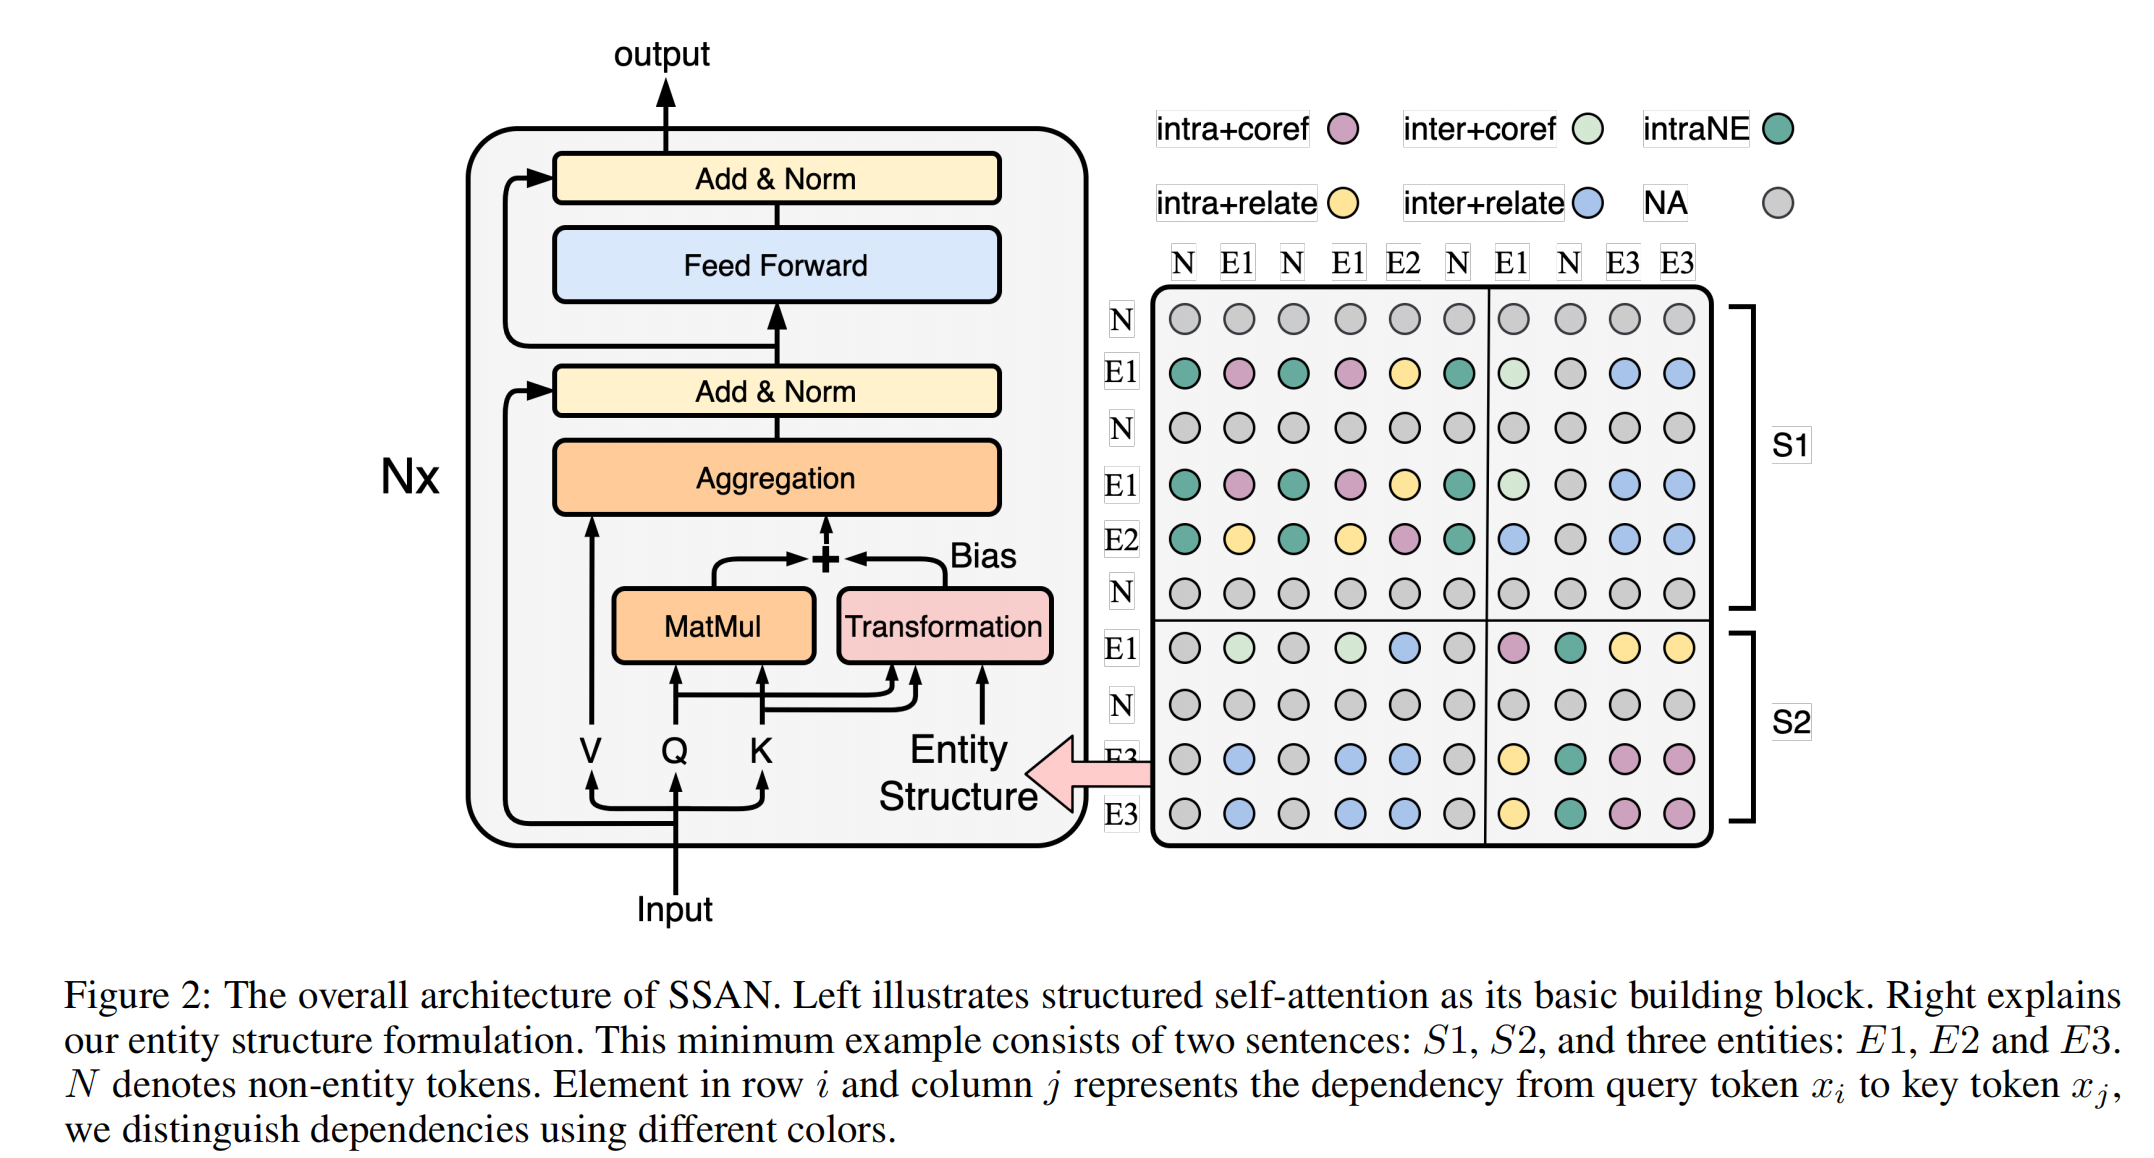 output
Add & Norm
Feed Forward
Add & Norm
Aggregation
Nx
Bias
MatMul
Transformation
V Q K Entity
Structure
Input
intra+coref inter+coref intraNE
intra+relate inter+relate NA
N E1 N E1 E2 N E1 N E3 E3
N
E1
N
E1
E2
N
E1
N
E3
E3
S1
S2
Figure 2: The overall architecture of SSAN. Left illustrates structured self-attention as its basic building block. Right explains
our entity structure formulation. This minimum example consists of two sentences: S1, S2, and three entities: E1, E2 and E3.
N denotes non-entity tokens. Element in row i and column j represents the dependency from query token x_i to key token x_j,
we distinguish dependencies using different colors.